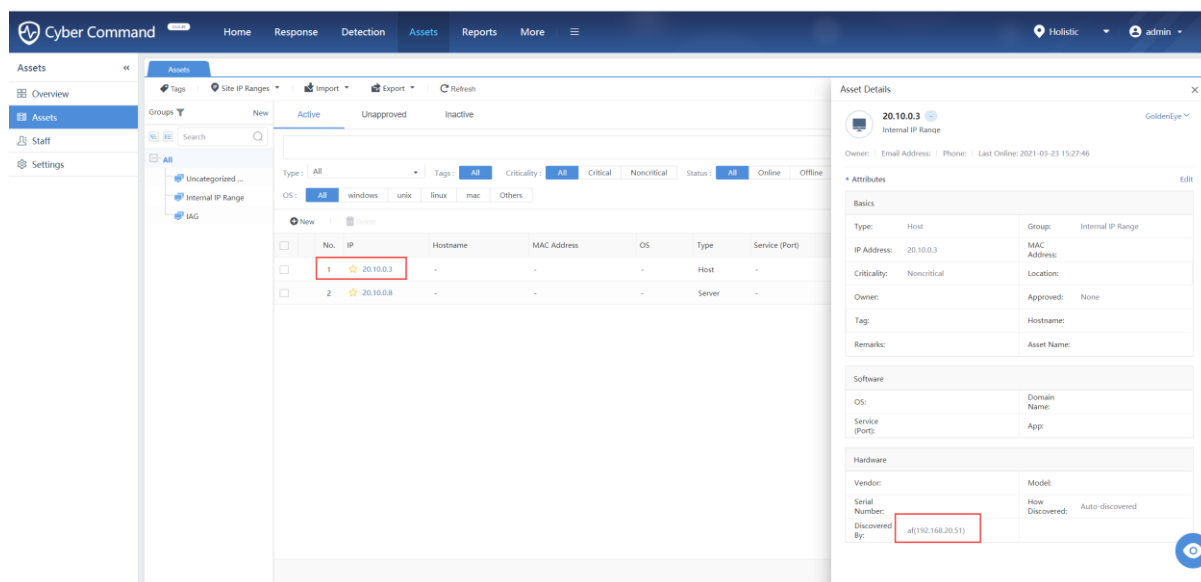 Cyber Command
Home Response Detection Assets Reports More
Holistic admin
Assets «
Overview
Assets
Staff
Settings
Assets
Tags Site IP Ranges Import Export Refresh
Groups New
Search
All
Uncategorized ...
Internal IP Range
IAG
Active Unapproved Inactive
Type : All Tags : All Criticality : All Critical Noncritical Status : All Online Offline
OS : All windows unix linux mac Others
New Delete
No. IP Hostname MAC Address OS Type Service (Port)
1 20.10.0.3 - - - Host -
2 20.10.0.8 - - - Server -
Asset Details ×
20.10.0.3 GoldenEye
Internal IP Range
Owner: Email Address: Phone: Last Online: 2021-03-23 15:27:46
Attributes Edit
Basics
Type: Host Group: Internal IP Range
IP Address: 20.10.0.3 MAC
Address:
Criticality: Noncritical Location:
Owner: Approved: None
Tag: Hostname:
Remarks: Asset Name:
Software
OS: Domain
Name:
Service
(Port): App:
Hardware
Vendor: Model:
Serial
Number: How
Discovered: Auto-discovered
Discovered
By: af(192.168.20.51)